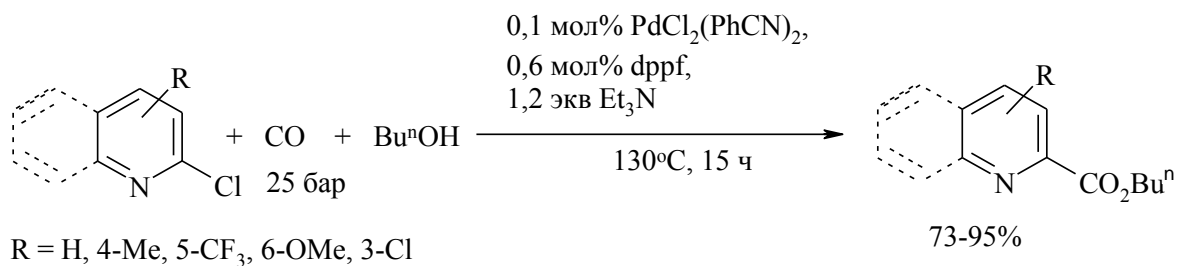 0,1 мол% PdCl₂(PhCN)₂,
0,6 мол% dppf,
1,2 экв Et₃N
R
N
Cl
+ CO + BuⁿOH
25 бар
130ᵒC, 15 ч
R
N
CO₂Buⁿ
73-95%
R = H, 4-Me, 5-CF₃, 6-OMe, 3-Cl